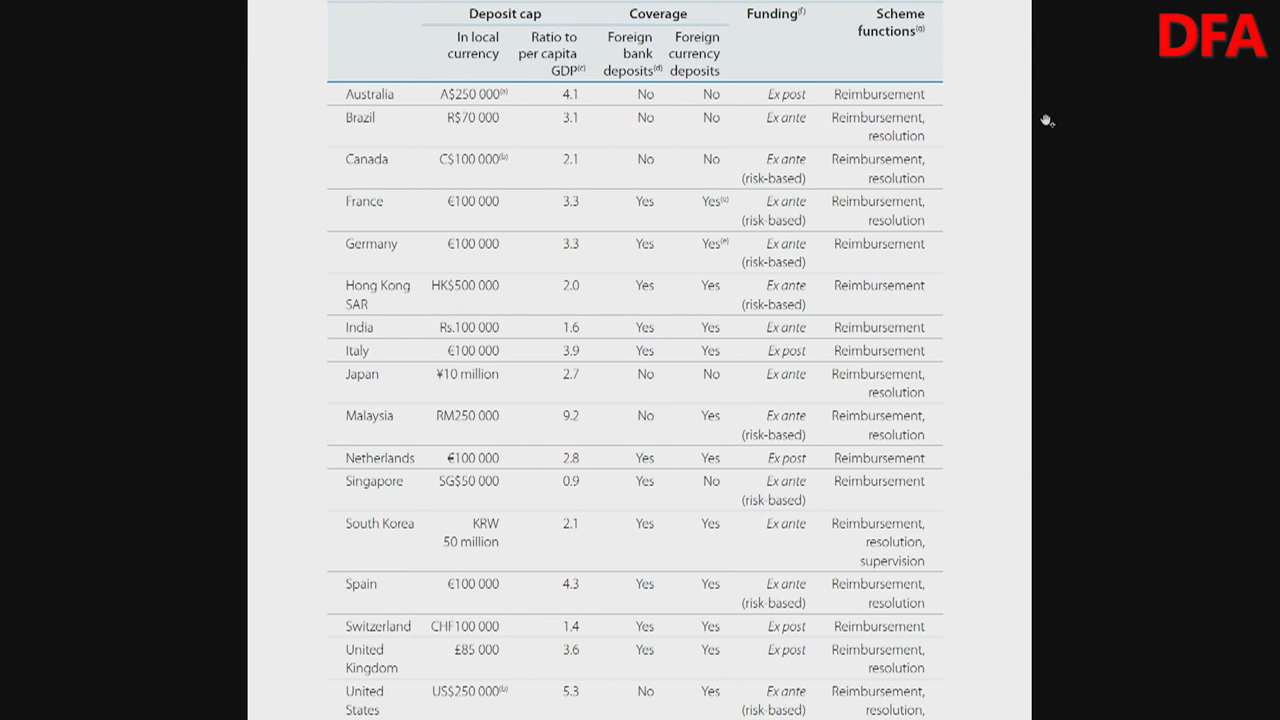 DFA
Deposit cap Coverage Funding(f) Scheme functions(g)
In local currency Ratio to per capita GDP(c) Foreign bank deposits(d) Foreign currency deposits
Australia A$250 000(a) 4.1 No No Ex post Reimbursement
Brazil R$70 000 3.1 No No Ex ante Reimbursement,
resolution
Canada C$100 000(b) 2.1 No No Ex ante Reimbursement,
(risk-based) resolution
France €100 000 3.3 Yes Yes(c) Ex ante Reimbursement,
(risk-based) resolution
Germany €100 000 3.3 Yes Yes(e) Ex ante Reimbursement
(risk-based)
Hong Kong HK$500 000 2.0 Yes Yes Ex ante Reimbursement
SAR (risk-based)
India Rs.100 000 1.6 Yes Yes Ex ante Reimbursement
Italy €100 000 3.9 Yes Yes Ex post Reimbursement
Japan ¥10 million 2.7 No No Ex ante Reimbursement,
resolution
Malaysia RM250 000 9.2 No Yes Ex ante Reimbursement,
(risk-based) resolution
Netherlands €100 000 2.8 Yes Yes Ex post Reimbursement
Singapore SG$50 000 0.9 Yes No Ex ante Reimbursement
(risk-based)
South Korea KRW 2.1 Yes Yes Ex ante Reimbursement,
50 million resolution,
supervision
Spain €100 000 4.3 Yes Yes Ex ante Reimbursement,
(risk-based) resolution
Switzerland CHF100 000 1.4 Yes Yes Ex post Reimbursement
United £85 000 3.6 Yes Yes Ex post Reimbursement,
Kingdom resolution
United US$250 000(b) 5.3 No Yes Ex ante Reimbursement,
States (risk-based) resolution,